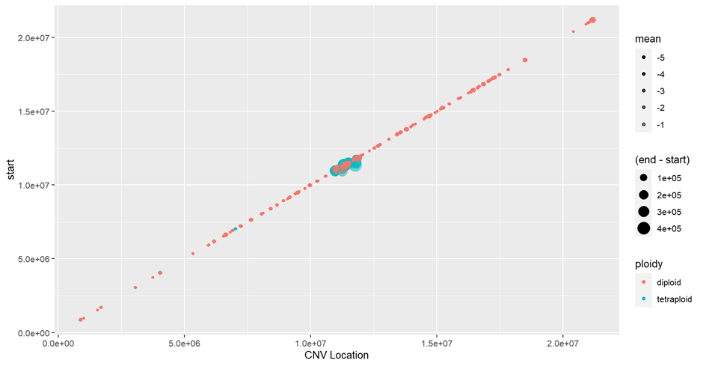 2.0e+07
1.5e+07
1.0e+07
5.0e+06
0.0e+00
start
0.0e+00 5.0e+06 1.0e+07 1.5e+07 2.0e+07
CNV Location
mean
-5
-4
-3
-2
-1
(end - start)
1e+05
2e+05
3e+05
4e+05
ploidy
diploid
tetraploid